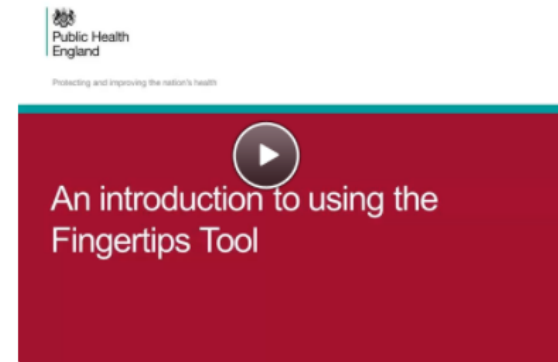 Public Health
England
Protecting and improving the nation's health
An introduction to using the
Fingertips Tool